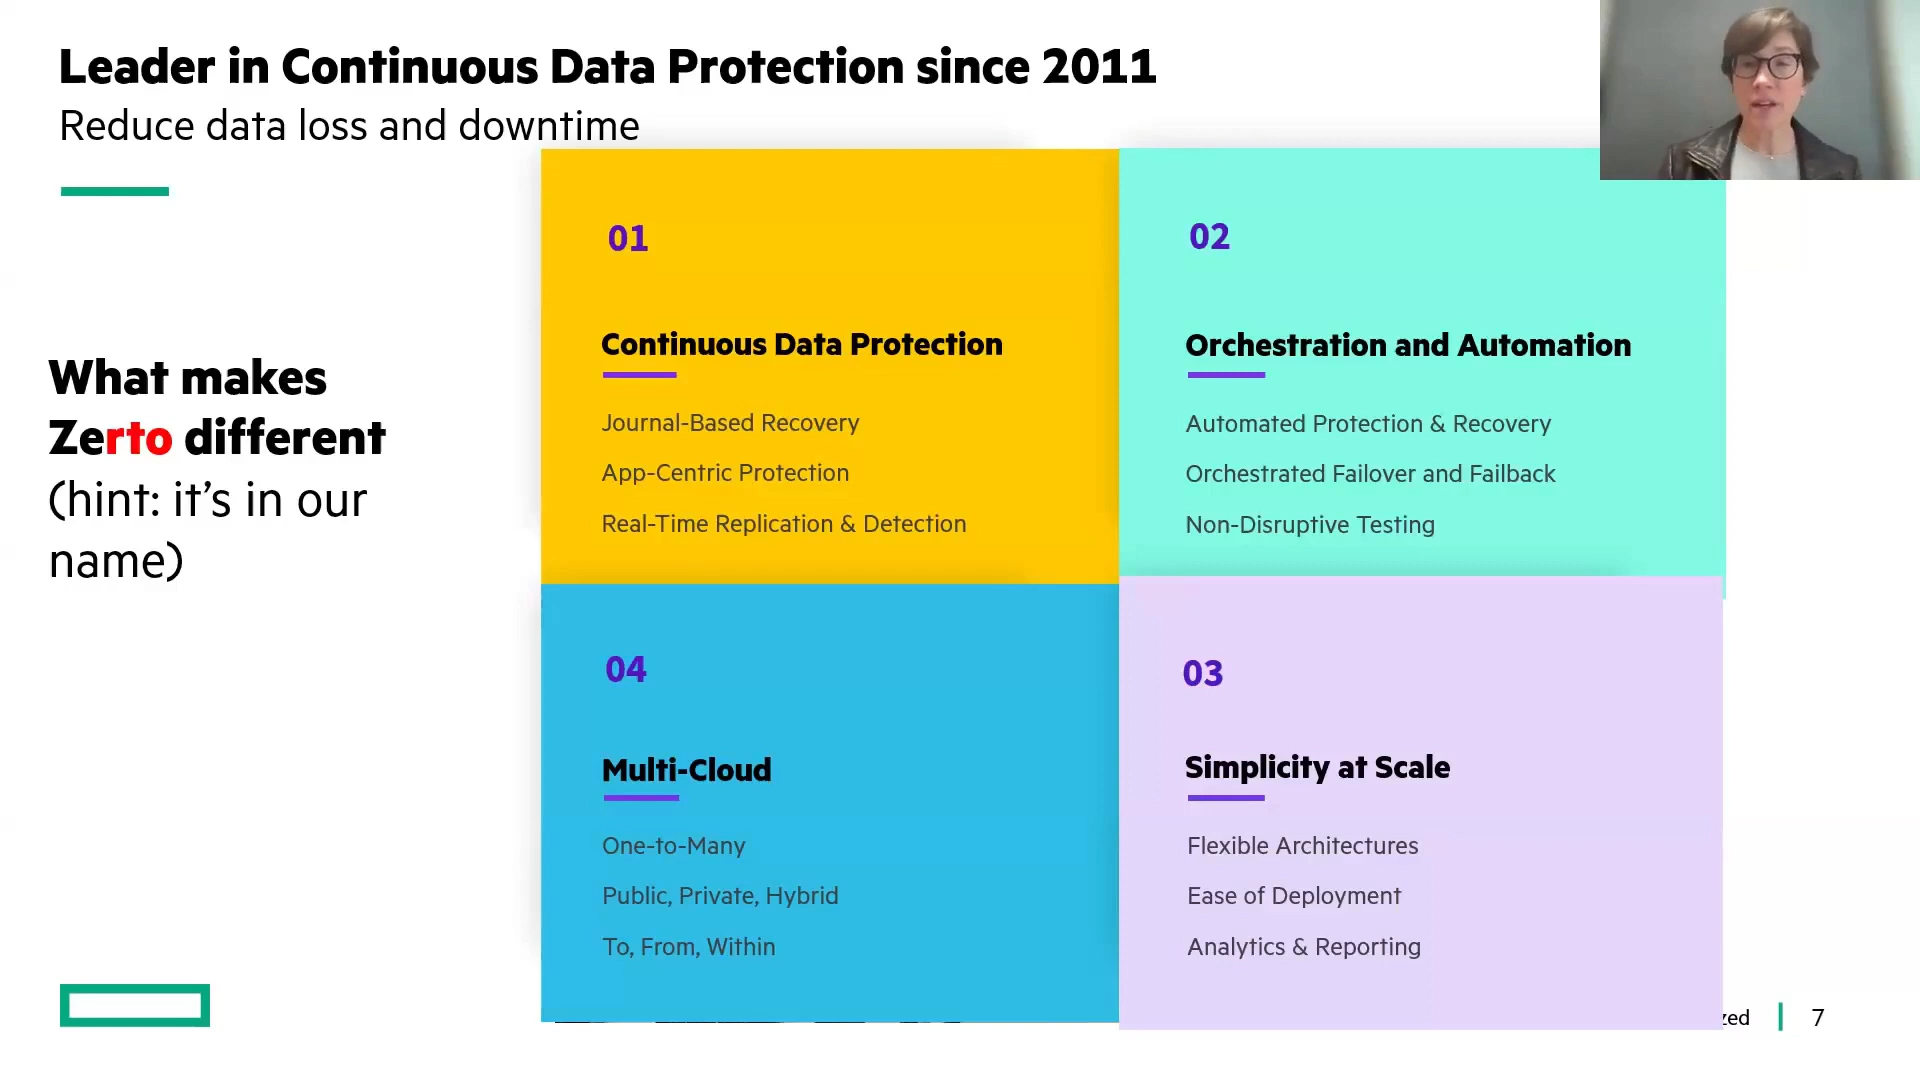 Leader in Continuous Data Protection since 2011
Reduce data loss and downtime
What makes
Zerto different
(hint: it’s in our
name)
01
Continuous Data Protection
Journal-Based Recovery
App-Centric Protection
Real-Time Replication & Detection
02
Orchestration and Automation
Automated Protection & Recovery
Orchestrated Failover and Failback
Non-Disruptive Testing
04
Multi-Cloud
One-to-Many
Public, Private, Hybrid
To, From, Within
03
Simplicity at Scale
Flexible Architectures
Ease of Deployment
Analytics & Reporting
7